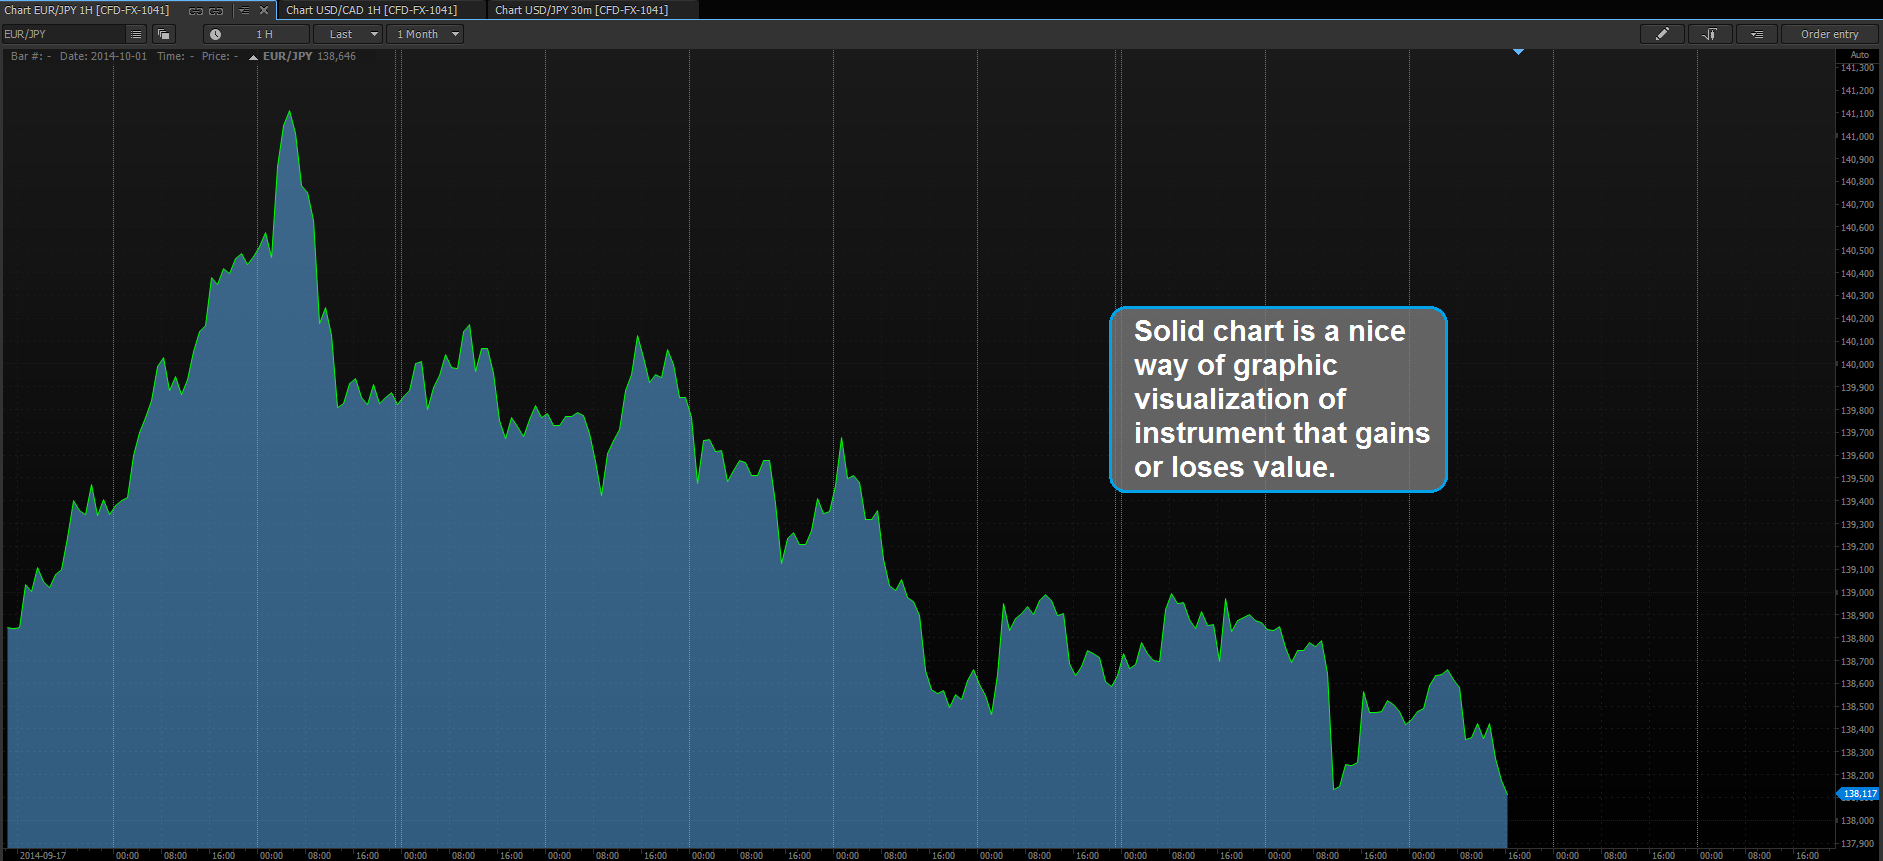 Chart EUR/JPY 1H [CFD-FX-1041]
Chart USD/CAD 1H [CFD-FX-1041]
Chart USD/JPY 30m [CFD-FX-1041]
EUR/JPY
1 H
Last
1 Month
Order entry
Bar #: - Date: 2014-10-01 Time: - Price: - EUR/JPY 138,646
Auto
141,300
141,200
141,100
141,000
140,900
140,800
140,700
140,600
140,500
140,400
140,300
140,200
140,100
140,000
139,900
139,800
139,700
139,600
139,500
139,400
139,300
139,200
139,100
139,000
138,900
138,800
138,700
138,600
138,500
138,400
138,300
138,200
138,117
138,000
137,900
Solid chart is a nice
way of graphic
visualization of
instrument that gains
or loses value.
2014-09-17 00:00 08:00 16:00 00:00 08:00 16:00 00:00 08:00 16:00 00:00 08:00 16:00 00:00 08:00 16:00 00:00 08:00 16:00 00:00 08:00 16:00 00:00 08:00 16:00 00:00 08:00 16:00 00:00 08:00 16:00 00:00 08:00 16:00 00:00 08:00 16:00